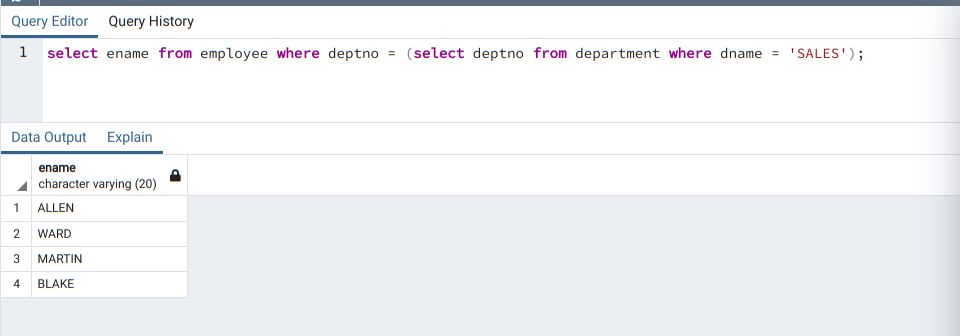 Query Editor Query History
1 select ename from employee where deptno = (select deptno from department where dname = 'SALES');
Data Output Explain
ename
character varying (20)
1 ALLEN
2 WARD
3 MARTIN
4 BLAKE